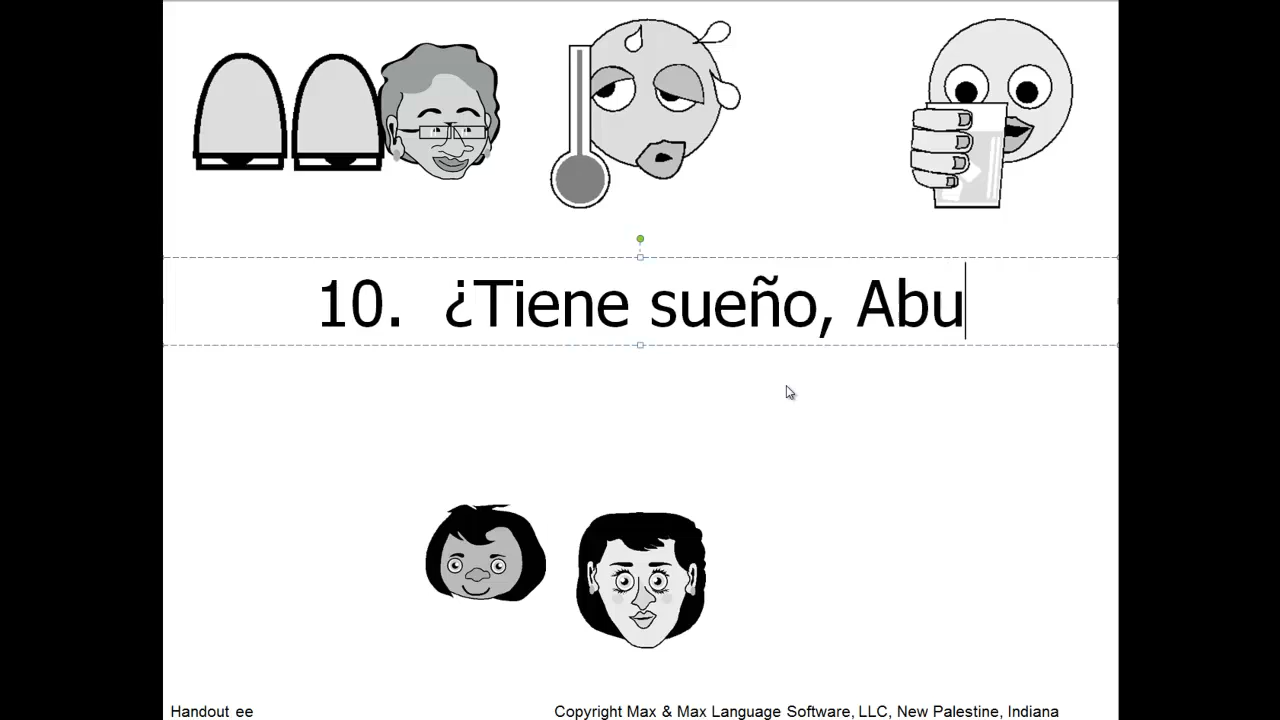 10. ¿Tiene sueño, Abu
Handout ee
Copyright Max & Max Language Software, LLC, New Palestine, Indiana